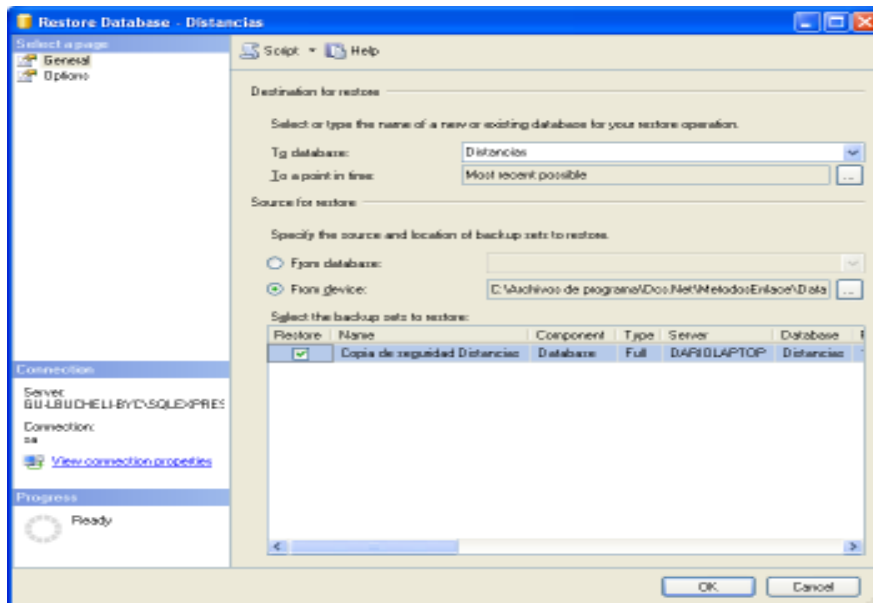 Restore Database - Distancias
Select a page
General
Options
Script Help
Destination for restore
Select or type the name of a new or existing database for your restore operation.
To database: Distancias
To a point in time: Most recent possible ...
Source for restore
Specify the source and location of backup sets to restore.
From database:
From device: C:\Archivos de programa\Dos.Net\MetodosEnlace\Data ...
Select the backup sets to restore:
Restore Name Component Type Server Database
Copia de seguridad Distancias Database Full DARIOLAPTOP Distancias
Connection
Server:
Connection:
sa
View connection properties
Progress
Ready
OK Cancel